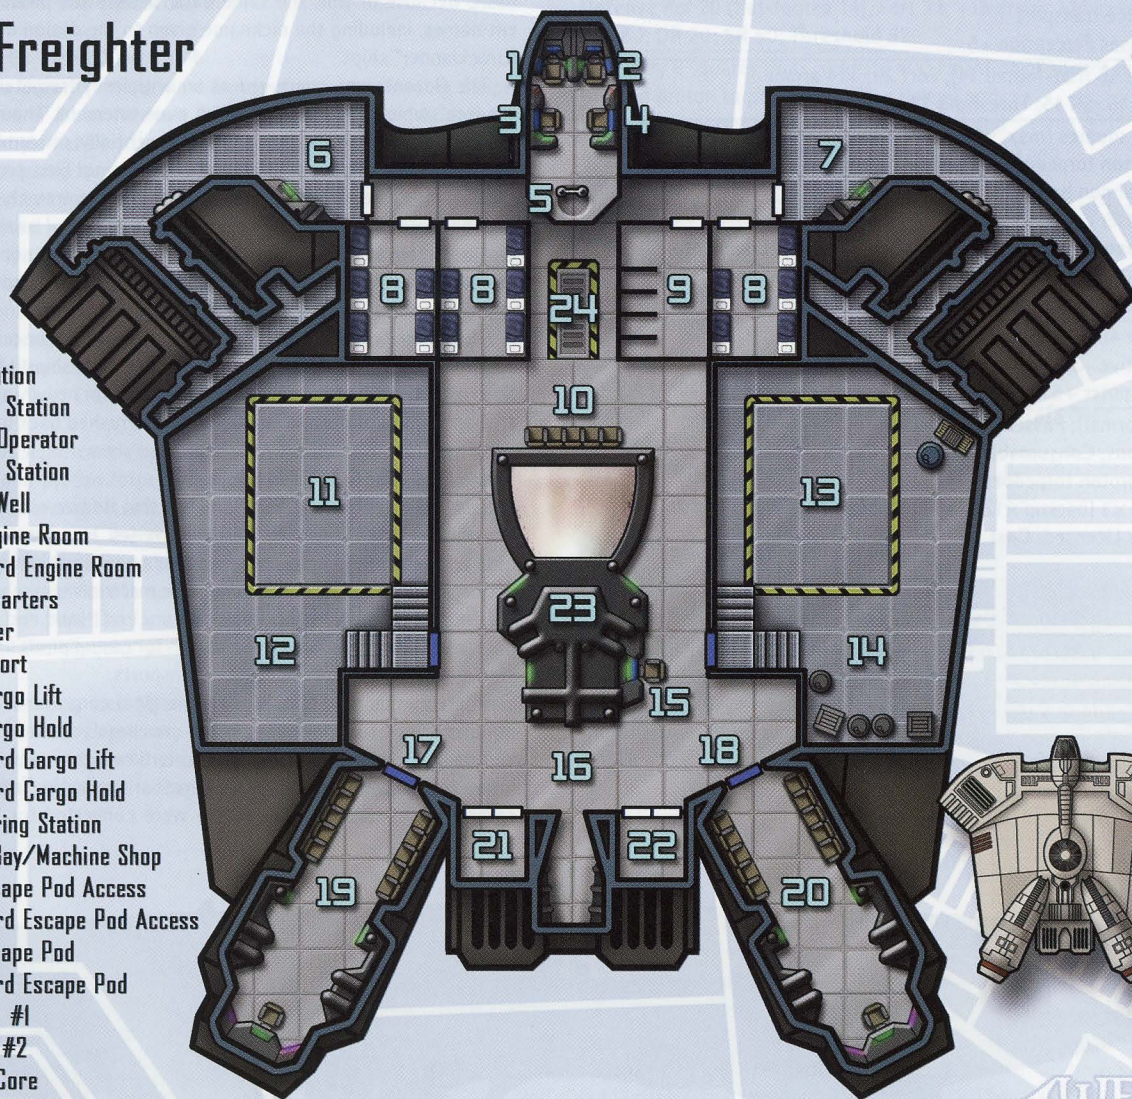 Freighter
1
2
3
4
5
6
7
8
8
9
8
24
10
11
13
23
12
14
15
17
16
18
21
22
19
20
ation
Station
Operator
Station
Well
gine Room
rd Engine Room
arters
er
ort
rgo Lift
rgo Hold
rd Cargo Lift
rd Cargo Hold
ring Station
Bay/Machine Shop
ape Pod Access
rd Escape Pod Access
ape Pod
rd Escape Pod
#1
#2
Core